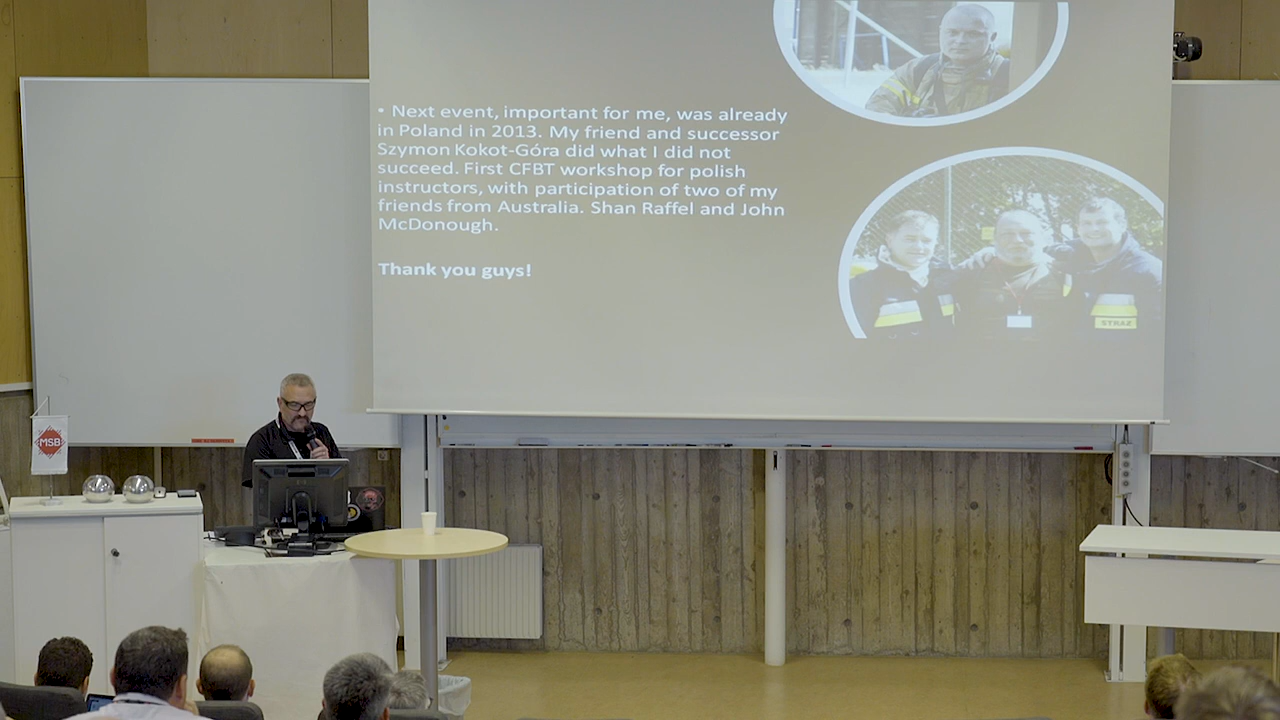 • Next event, important for me, was already
in Poland in 2013. My friend and successor
Szymon Kokot-Góra did what I did not
succeed. First CFBT workshop for polish
instructors, with participation of two of my
friends from Australia. Shan Raffel and John
McDonough.
Thank you guys!
STRAŻ
MSB